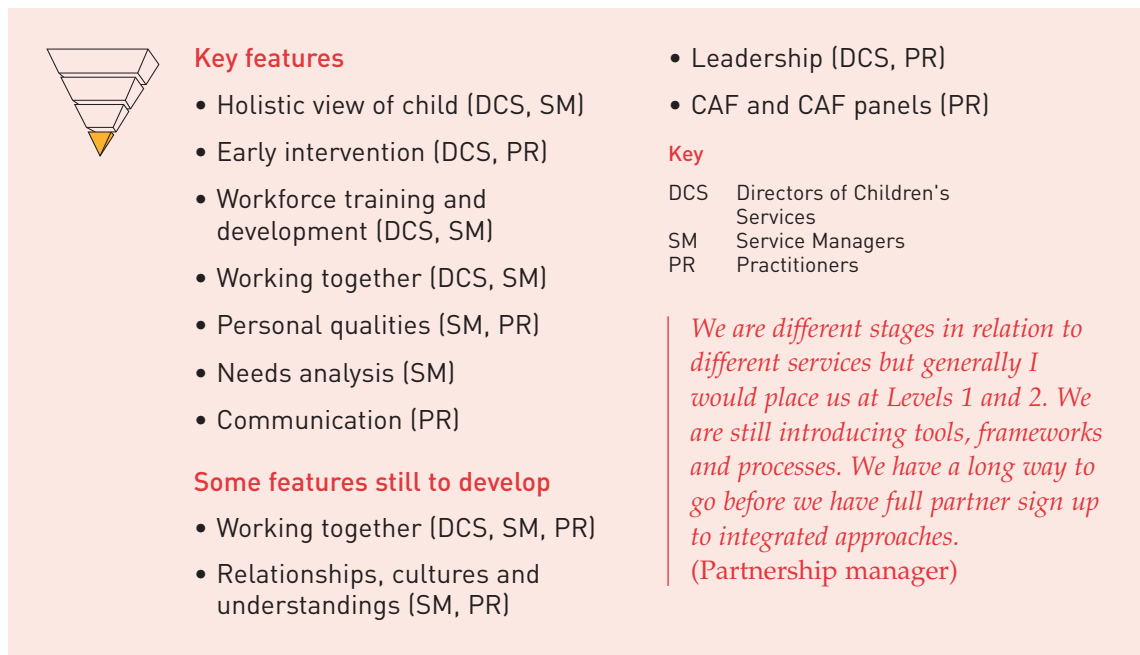 Key features
• Holistic view of child (DCS, SM)
• Early intervention (DCS, PR)
• Workforce training and
development (DCS, SM)
• Working together (DCS, SM)
• Personal qualities (SM, PR)
• Needs analysis (SM)
• Communication (PR)
Some features still to develop
• Working together (DCS, SM, PR)
• Relationships, cultures and
understandings (SM, PR)
• Leadership (DCS, PR)
• CAF and CAF panels (PR)
Key
DCS Directors of Children's
Services
SM Service Managers
PR Practitioners
We are different stages in relation to
different services but generally I
would place us at Levels 1 and 2. We
are still introducing tools, frameworks
and processes. We have a long way to
go before we have full partner sign up
to integrated approaches.
(Partnership manager)